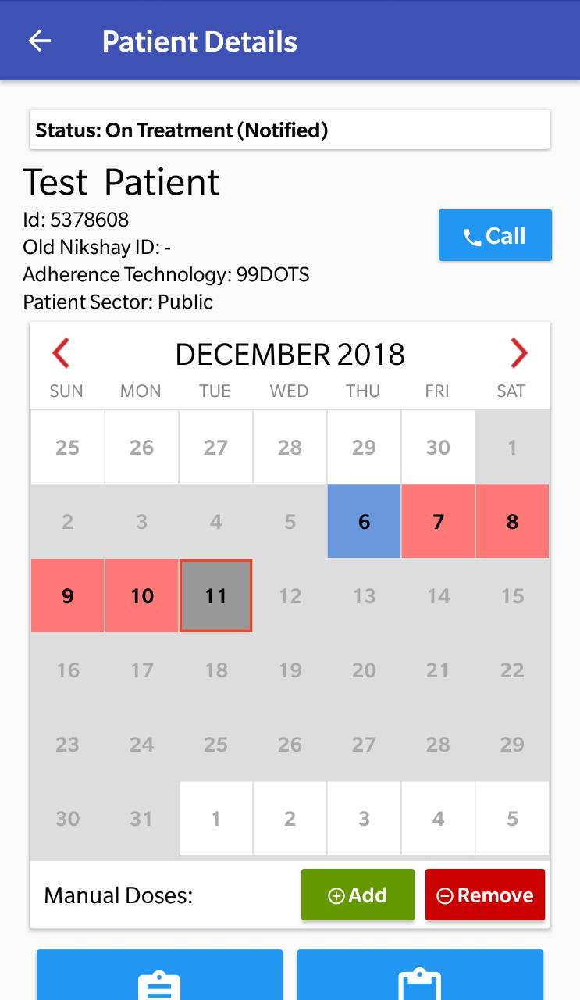 Patient Details
Status: On Treatment (Notified)
Test Patient
Id: 5378608
Old Nikshay ID: -
Call
Adherence Technology: 99DOTS
Patient Sector: Public
DECEMBER 2018
SUN MON TUE WED THU FRI SAT
25 26 27 28 29 30 1
2 3 4 5 6 7 8
9 10 11 12 13 14 15
16 17 18 19 20 21 22
23 24 25 26 27 28 29
30 31 1 2 3 4 5
Manual Doses: Add Remove